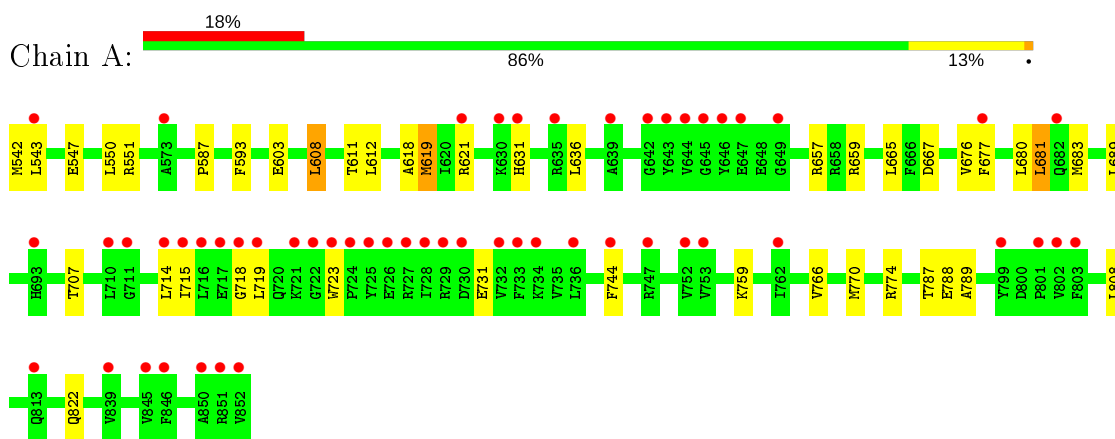 18%
Chain A:
86% 13% •
M542 L543 E547 L550 R551 A573 P587 F593 E603 L608 T611 L612 A618 M619 I620 R621 K630 H631 R635 L636 A639 G642 Y643 V644 G645 Y646 E647 E648 G649 R657 R658 R659 L665 F666 D667 V676 F677 L680 L681 Q682 M683 L689
H693 T707 L710 G711 L714 I715 L716 E717 G718 L719 Q720 K721 G722 W723 P724 Y725 E726 R727 I728 R729 D730 E731 V732 F733 K734 V735 L736 F744 R747 V752 V753 K759 I762 V766 M770 R774 T787 E788 A789 Y799 D800 P801 V802 F803 L808
Q813 Q822 V839 V845 F846 A850 R851 V852